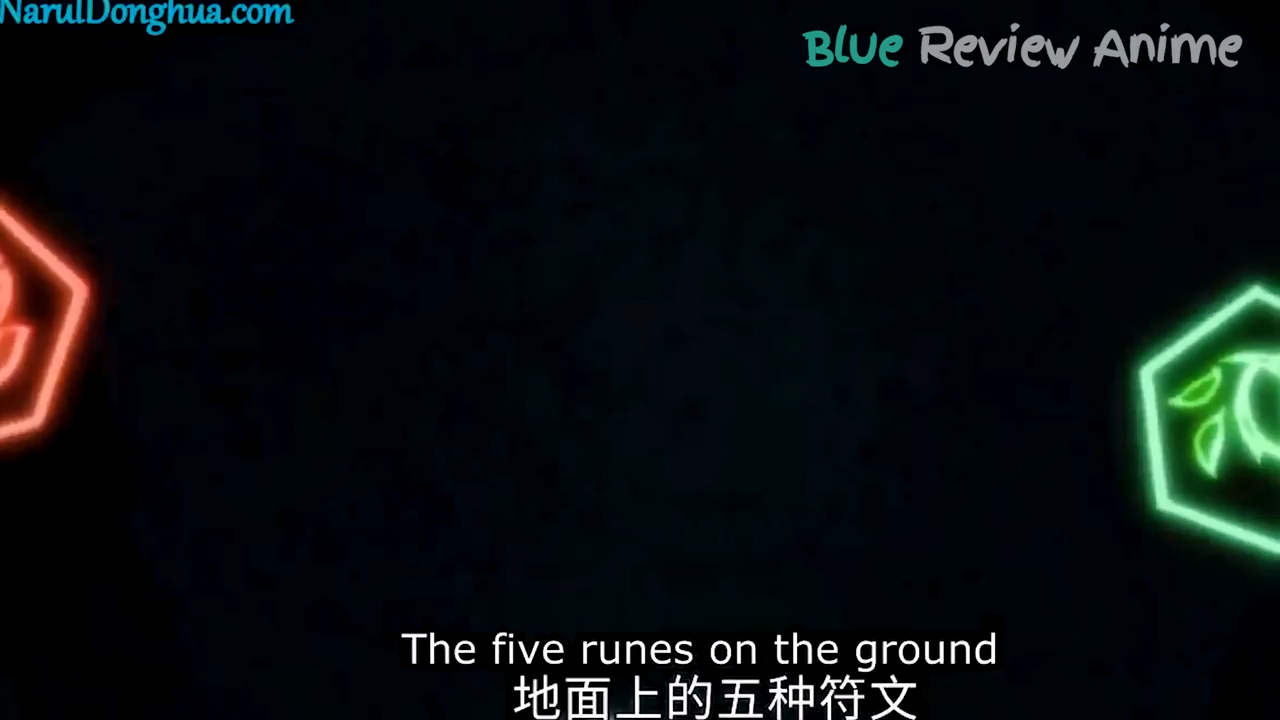 NarulDonghua.com
Blue Review Anime
The five runes on the ground
地面上的五种符文